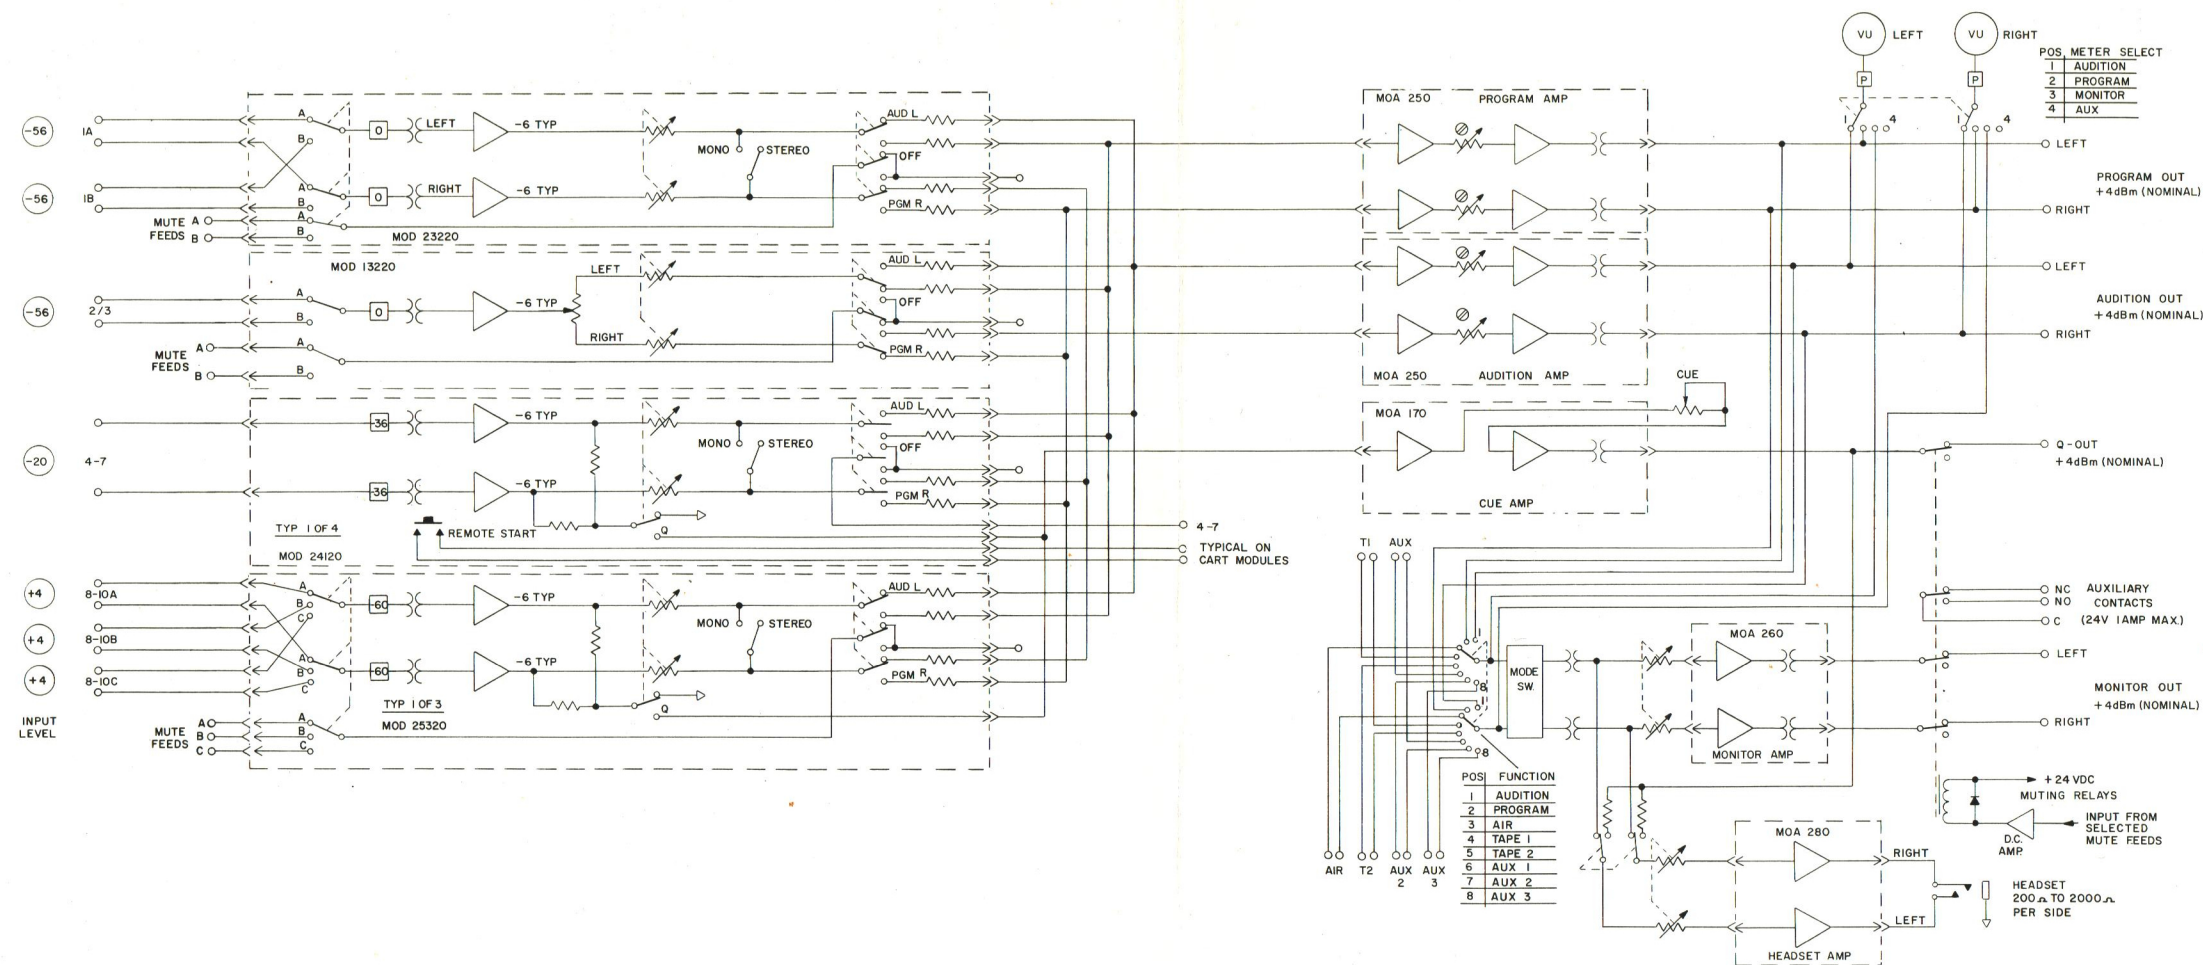 VU LEFT
VU RIGHT
P
P
4
4
POS. METER SELECT
1 AUDITION
2 PROGRAM
3 MONITOR
4 AUX
-56
1A
A
B
0
LEFT
-6 TYP
MONO
STEREO
AUD L
OFF
-56
1B
A
B
0
RIGHT
-6 TYP
PGM R
MUTE FEEDS
A
B
A
B
MOD 23220
MOD 13220
-56
2/3
A
B
0
-6 TYP
LEFT
RIGHT
AUD L
OFF
PGM R
MUTE FEEDS
A
B
A
B
-20
4-7
-36
-6 TYP
MONO
STEREO
AUD L
OFF
-36
-6 TYP
PGM R
TYP 1 OF 4
REMOTE START
Q
MOD 24120
4-7
TYPICAL ON
CART MODULES
+4
8-10A
A
B
C
-60
-6 TYP
MONO
STEREO
AUD L
+4
8-10B
+4
8-10C
A
B
C
-60
-6 TYP
PGM R
TYP 1 OF 3
Q
MOD 25320
INPUT
LEVEL
MUTE FEEDS
A
B
C
A
B
C
MOA 250 PROGRAM AMP
LEFT
PROGRAM OUT
+4dBm (NOMINAL)
RIGHT
LEFT
AUDITION OUT
+4dBm (NOMINAL)
RIGHT
MOA 250 AUDITION AMP
CUE
MOA 170
CUE AMP
Q-OUT
+4dBm (NOMINAL)
T1 AUX
NC AUXILIARY
NO CONTACTS
C (24V 1AMP MAX.)
MODE
SW.
MOA 260
MONITOR AMP
LEFT
MONITOR OUT
+4dBm (NOMINAL)
RIGHT
1
8
1
8
POS FUNCTION
1 AUDITION
2 PROGRAM
3 AIR
4 TAPE 1
5 TAPE 2
6 AUX 1
7 AUX 2
8 AUX 3
AIR T2 AUX 2 AUX 3
+24 VDC
MUTING RELAYS
D.C.
AMP.
INPUT FROM
SELECTED
MUTE FEEDS
MOA 280
RIGHT
LEFT
HEADSET AMP
HEADSET
200Ω TO 2000Ω
PER SIDE